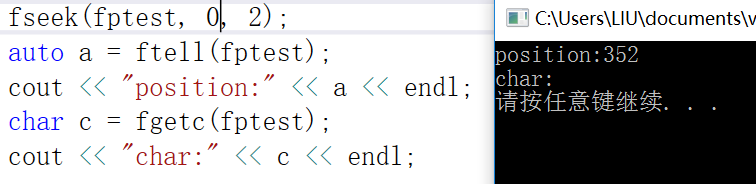 fseek(fptest, 0, 2);
auto a = ftell(fptest);
cout << "position:" << a << endl;
char c = fgetc(fptest);
cout << "char:" << c << endl;
C:\Users\LIU\documents\v
position:352
char:
请按任意键继续. . .